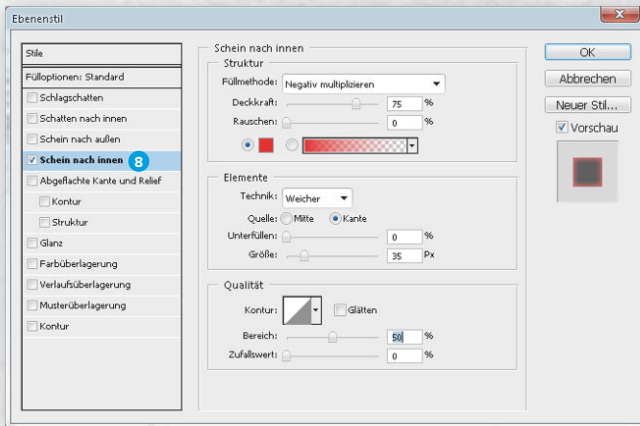 Ebenenstil
Stile
Fülloptionen: Standard
Schlagschatten
Schatten nach innen
Schein nach außen
Schein nach innen 8
Abgeflachte Kante und Relief
Kontur
Struktur
Glanz
Farbüberlagerung
Verlaufsüberlagerung
Musterüberlagerung
Kontur
Schein nach innen
Struktur
Füllmethode: Negativ multiplizieren
Deckkraft: 75 %
Rauschen: 0 %
Elemente
Technik: Weicher
Quelle: Mitte Kante
Unterfüllen: 0 %
Größe: 35 Px
Qualität
Kontur: Glätten
Bereich: 50 %
Zufallswert: 0 %
OK
Abbrechen
Neuer Stil...
Vorschau